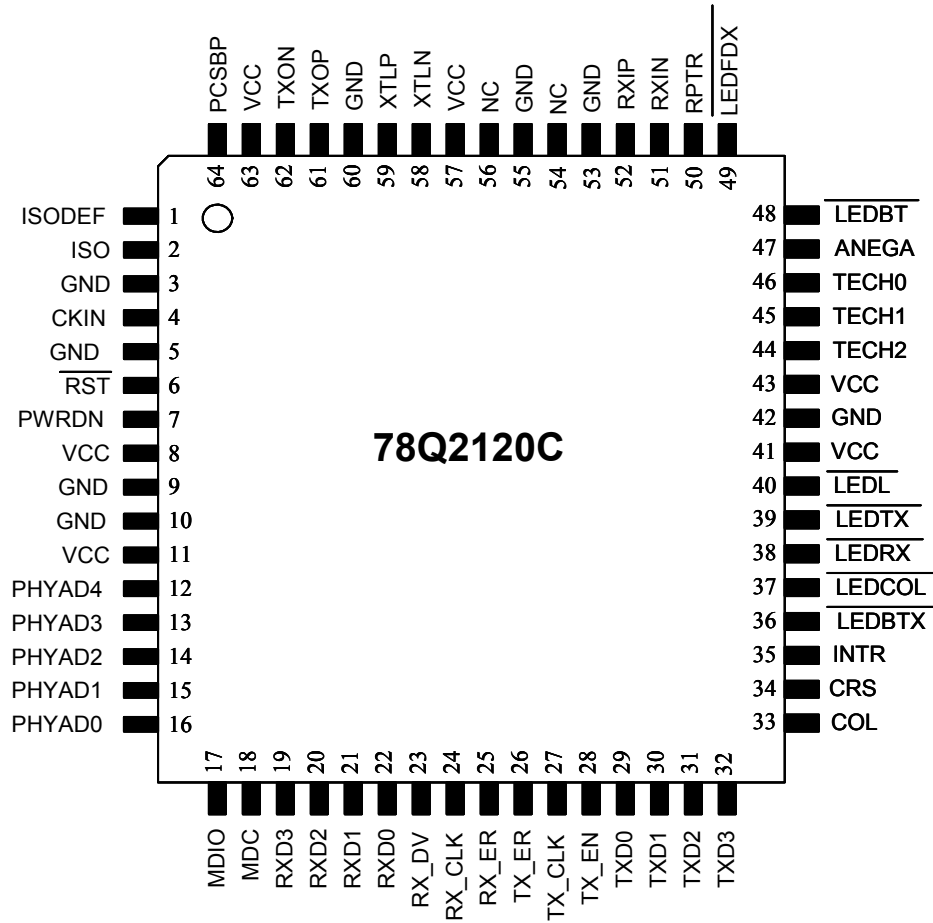 PCSBP
VCC
TXON
TXOP
GND
XTLP
XTLN
VCC
NC
GND
NC
GND
RXIP
RXIN
RPTR
LEDFDX
64
63
62
61
60
59
58
57
56
55
54
53
52
51
50
49
ISODEF 1
ISO 2
GND 3
CKIN 4
GND 5
RST 6
PWRDN 7
VCC 8
GND 9
GND 10
VCC 11
PHYAD4 12
PHYAD3 13
PHYAD2 14
PHYAD1 15
PHYAD0 16
78Q2120C
48 LEDBT
47 ANEGA
46 TECH0
45 TECH1
44 TECH2
43 VCC
42 GND
41 VCC
40 LEDL
39 LEDTX
38 LEDRX
37 LEDCOL
36 LEDBTX
35 INTR
34 CRS
33 COL
17
18
19
20
21
22
23
24
25
26
27
28
29
30
31
32
MDIO
MDC
RXD3
RXD2
RXD1
RXD0
RX_DV
RX_CLK
RX_ER
TX_ER
TX_CLK
TX_EN
TXD0
TXD1
TXD2
TXD3